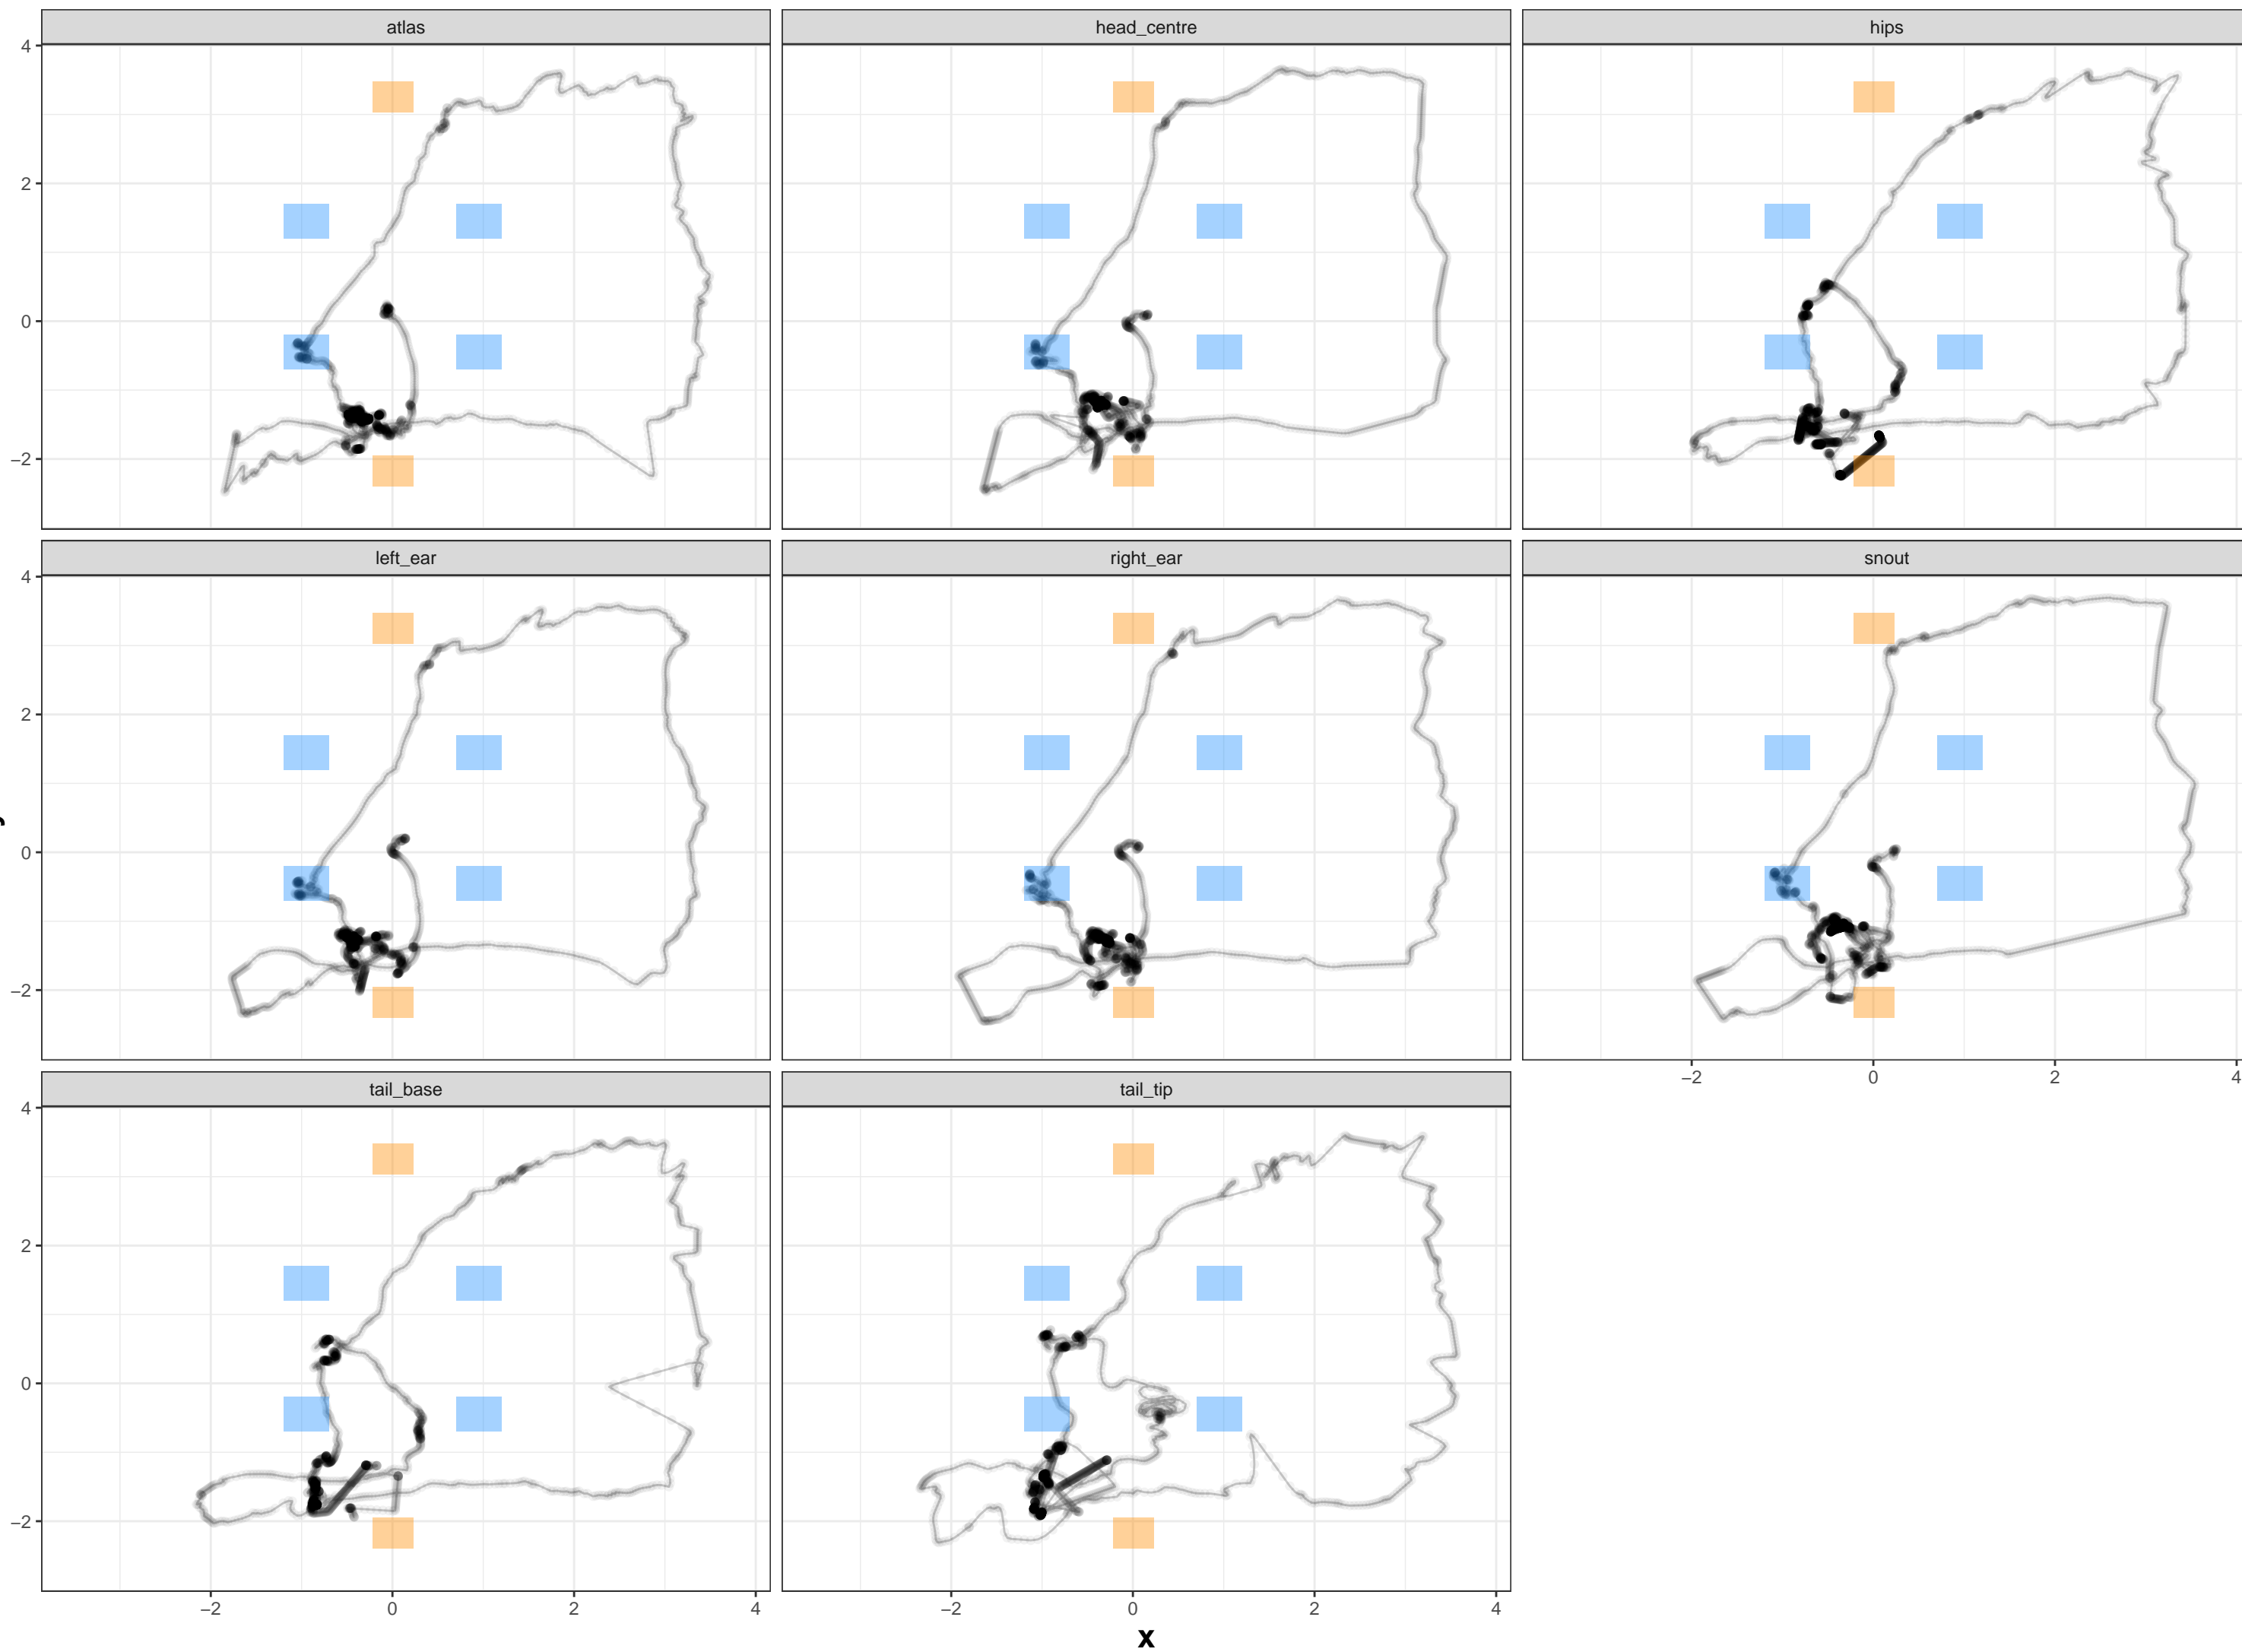 atlas head_centre hips
4
2
0
−2
left_ear right_ear snout
4
2
0
−2
−2 0 2 4
tail_base tail_tip
4
2
0
−2
−2 0 2 4 −2 0 2 4
x